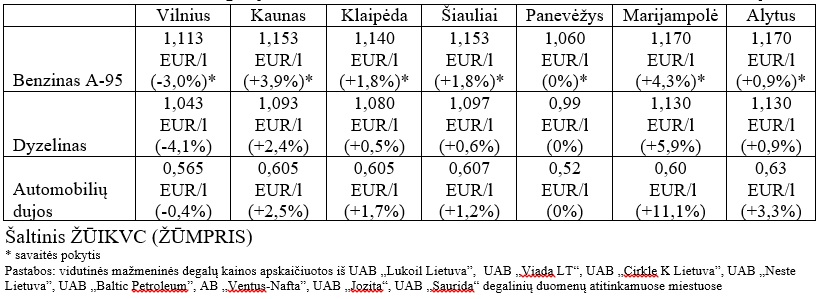 Vilnius Kaunas Klaipėda Šiauliai Panevėžys Marijampolė Alytus
1,113 1,153 1,140 1,153 1,060 1,170 1,170
EUR/l EUR/l EUR/l EUR/l EUR/l EUR/l EUR/l
Benzinas A-95 (-3,0%)* (+3,9%)* (+1,8%)* (+1,8%)* (0%)* (+4,3%)* (+0,9%)*
1,043 1,093 1,080 1,097 0,99 1,130 1,130
EUR/l EUR/l EUR/l EUR/l EUR/l EUR/l EUR/l
Dyzelinas (-4,1%) (+2,4%) (+0,5%) (+0,6%) (0%) (+5,9%) (+0,9%)
0,565 0,605 0,605 0,607 0,52 0,60 0,63
Automobilių EUR/l EUR/l EUR/l EUR/l EUR/l EUR/l EUR/l
dujos (-0,4%) (+2,5%) (+1,7%) (+1,2%) (0%) (+11,1%) (+3,3%)
Šaltinis ŽŪIKVC (ŽŪMPRIS)
* savaitės pokytis
Pastabos: vidutinės mažmeninės degalų kainos apskaičiuotos iš UAB „Lukoil Lietuva”, UAB „Viada LT“, UAB „Cirkle K Lietuva”, UAB „Neste
Lietuva”, UAB „Baltic Petroleum”, AB „Ventus-Nafta”, UAB „Jozita“, UAB „Saurida“ degalinių duomenų atitinkamuose miestuose